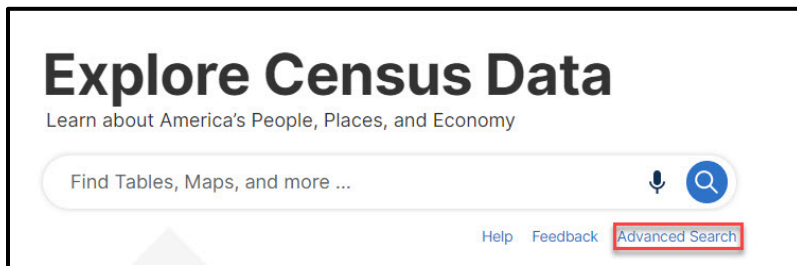 Explore Census Data
Learn about America's People, Places, and Economy
Find Tables, Maps, and more ...
Help Feedback Advanced Search